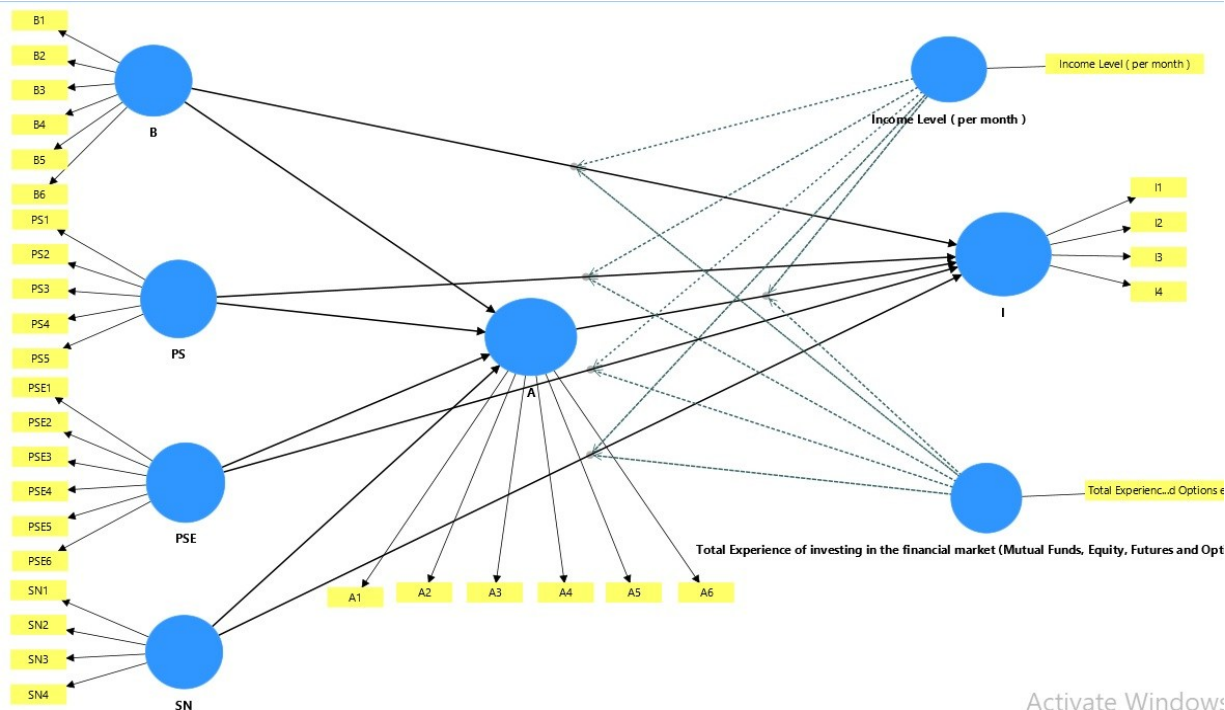 B1
B2
B3
B4
B5
B6
B
PS1
PS2
PS3
PS4
PS5
PS
PSE1
PSE2
PSE3
PSE4
PSE5
PSE6
PSE
SN1
SN2
SN3
SN4
SN
A
A1
A2
A3
A4
A5
A6
Income Level ( per month )
Income Level ( per month )
I1
I2
I3
I4
I
Total Experienc...d Options e
Total Experience of investing in the financial market (Mutual Funds, Equity, Futures and Opti
Activate Windows